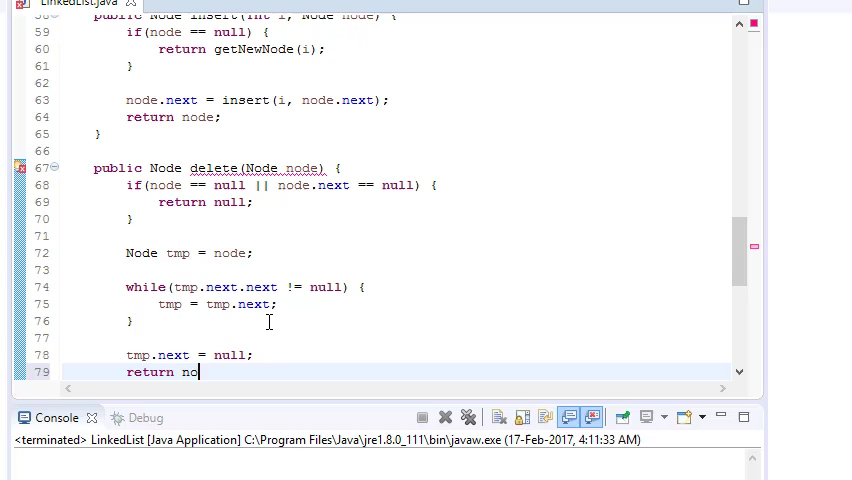 LinkedList.java
58 public Node insert(int i, Node node) {
59 if(node == null) {
60 return getNewNode(i);
61 }
62
63 node.next = insert(i, node.next);
64 return node;
65 }
66
67 public Node delete(Node node) {
68 if(node == null || node.next == null) {
69 return null;
70 }
71
72 Node tmp = node;
73
74 while(tmp.next.next != null) {
75 tmp = tmp.next;
76 }
77
78 tmp.next = null;
79 return no
Console Debug
<terminated> LinkedList [Java Application] C:\Program Files\Java\jre1.8.0_111\bin\javaw.exe (17-Feb-2017, 4:11:33 AM)